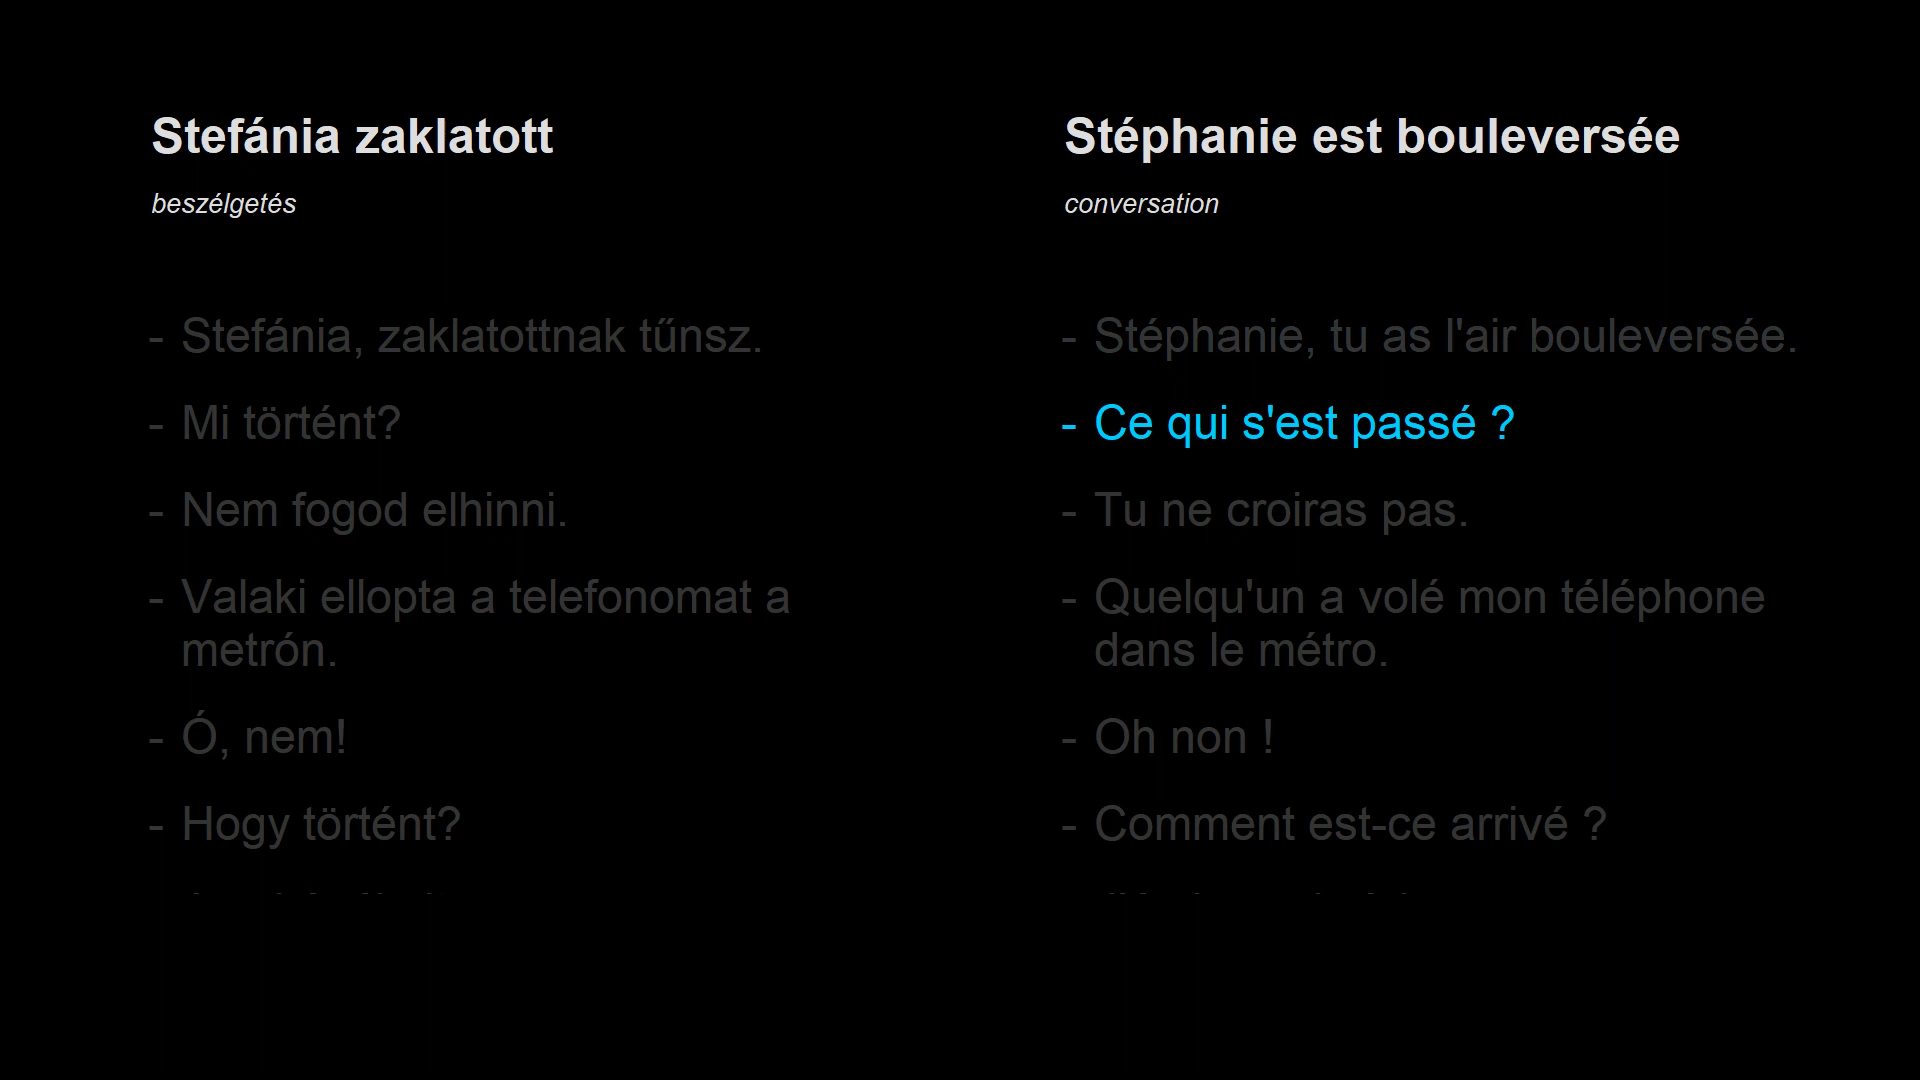 Stefánia zaklatott
beszélgetés
- Stefánia, zaklatottnak tűnsz.
- Mi történt?
- Nem fogod elhinni.
- Valaki ellopta a telefonomat a
metrón.
- Ó, nem!
- Hogy történt?
Stéphanie est bouleversée
conversation
- Stéphanie, tu as l'air bouleversée.
- Ce qui s'est passé ?
- Tu ne croiras pas.
- Quelqu'un a volé mon téléphone
dans le métro.
- Oh non !
- Comment est-ce arrivé ?